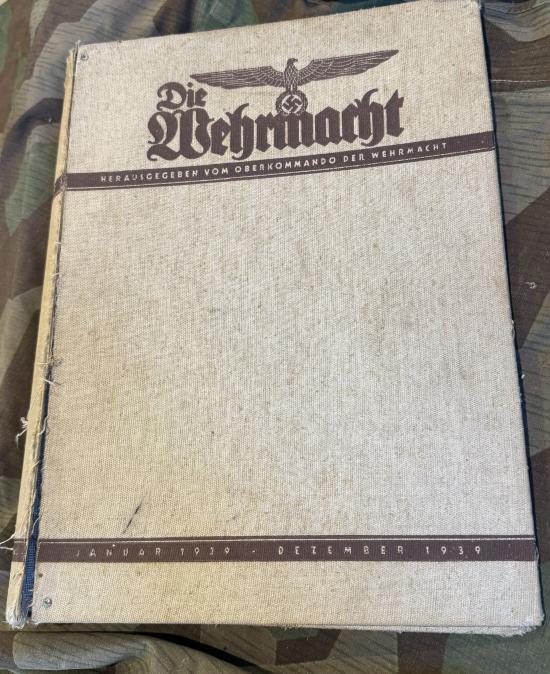 Die
Wehrmacht
HERAUSGEGEBEN VOM OBERKOMMANDO DER WEHRMACHT
JANUAR 1939 - DEZEMBER 1939